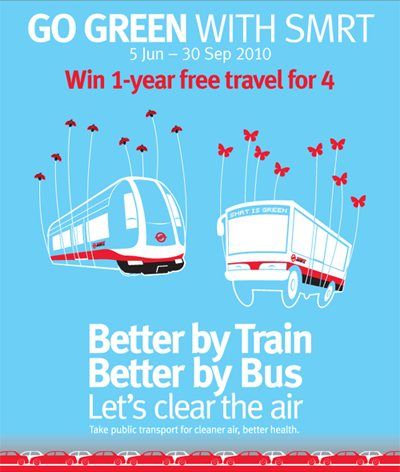 GO GREEN WITH SMRT
5 Jun – 30 Sep 2010
Win 1-year free travel for 4
SMRT IS GREEN
Better by Train
Better by Bus
Let's clear the air
Take public transport for cleaner air, better health.